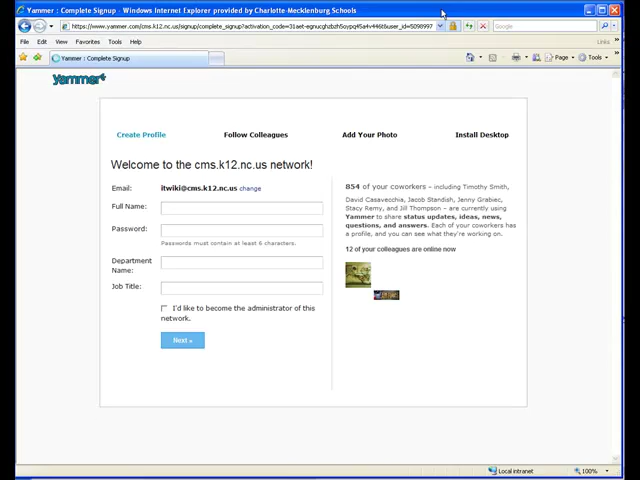 Yammer : Complete Signup - Windows Internet Explorer provided by Charlotte-Mecklenburg Schools
File Edit View Favorites Tools Help
Google
Links
Yammer : Complete Signup
Page Tools
yammer
Create Profile Follow Colleagues Add Your Photo Install Desktop
Welcome to the cms.k12.nc.us network!
Email: itwiki@cms.k12.nc.us change
Full Name:
Password:
Passwords must contain at least 6 characters.
Department
Name:
Job Title:
I'd like to become the administrator of this
network.
Next »
854 of your coworkers – including Timothy Smith,
David Casavecchia, Jacob Standish, Jenny Grabiec,
Stacy Remy, and Jill Thompson – are currently using
Yammer to share status updates, ideas, news,
questions, and answers. Each of your coworkers
has a profile, and you can see what they're working on.
12 of your colleagues are online now
Local intranet
100%